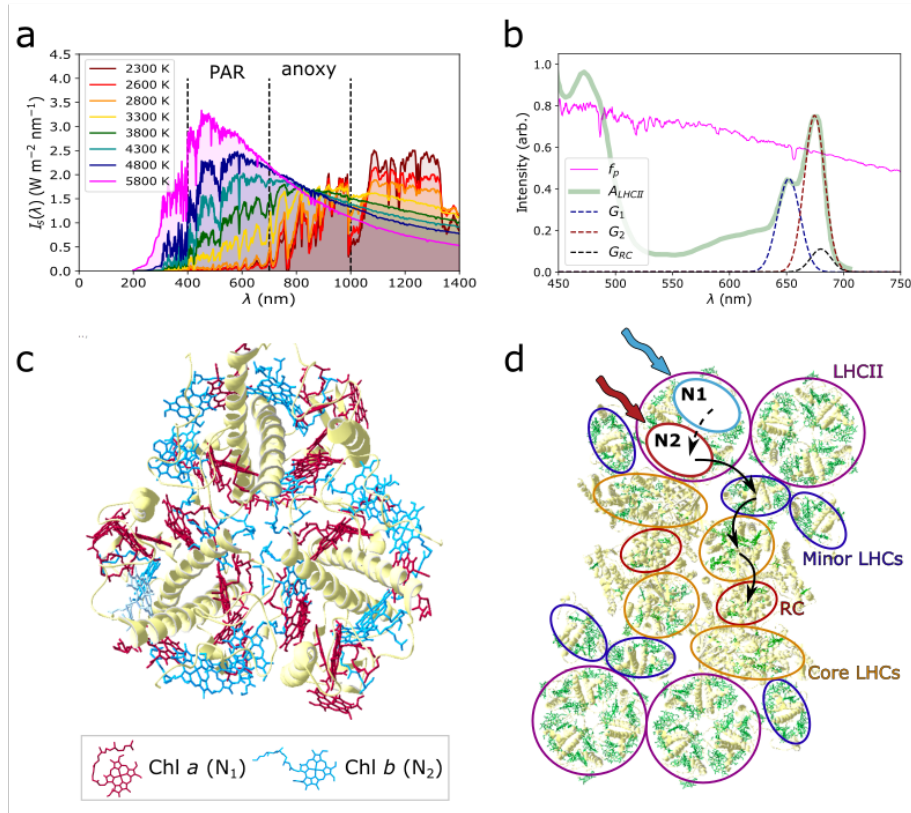 a
PAR
anoxy
4.5
4.0
3.5
3.0
2.5
2.0
1.5
1.0
0.5
0.0
I_s(λ) (W m⁻² nm⁻¹)
2300 K
2600 K
2800 K
3300 K
3800 K
4300 K
4800 K
5800 K
0 200 400 600 800 1000 1200 1400
λ (nm)
b
1.0
0.8
0.6
0.4
0.2
0.0
Intensity (arb.)
f_p
A_LHCII
G₁
G₂
G_RC
450 500 550 600 650 700 750
λ (nm)
c
Chl a (N₁)
Chl b (N₂)
d
LHCII
N1
N2
Minor LHCs
RC
Core LHCs